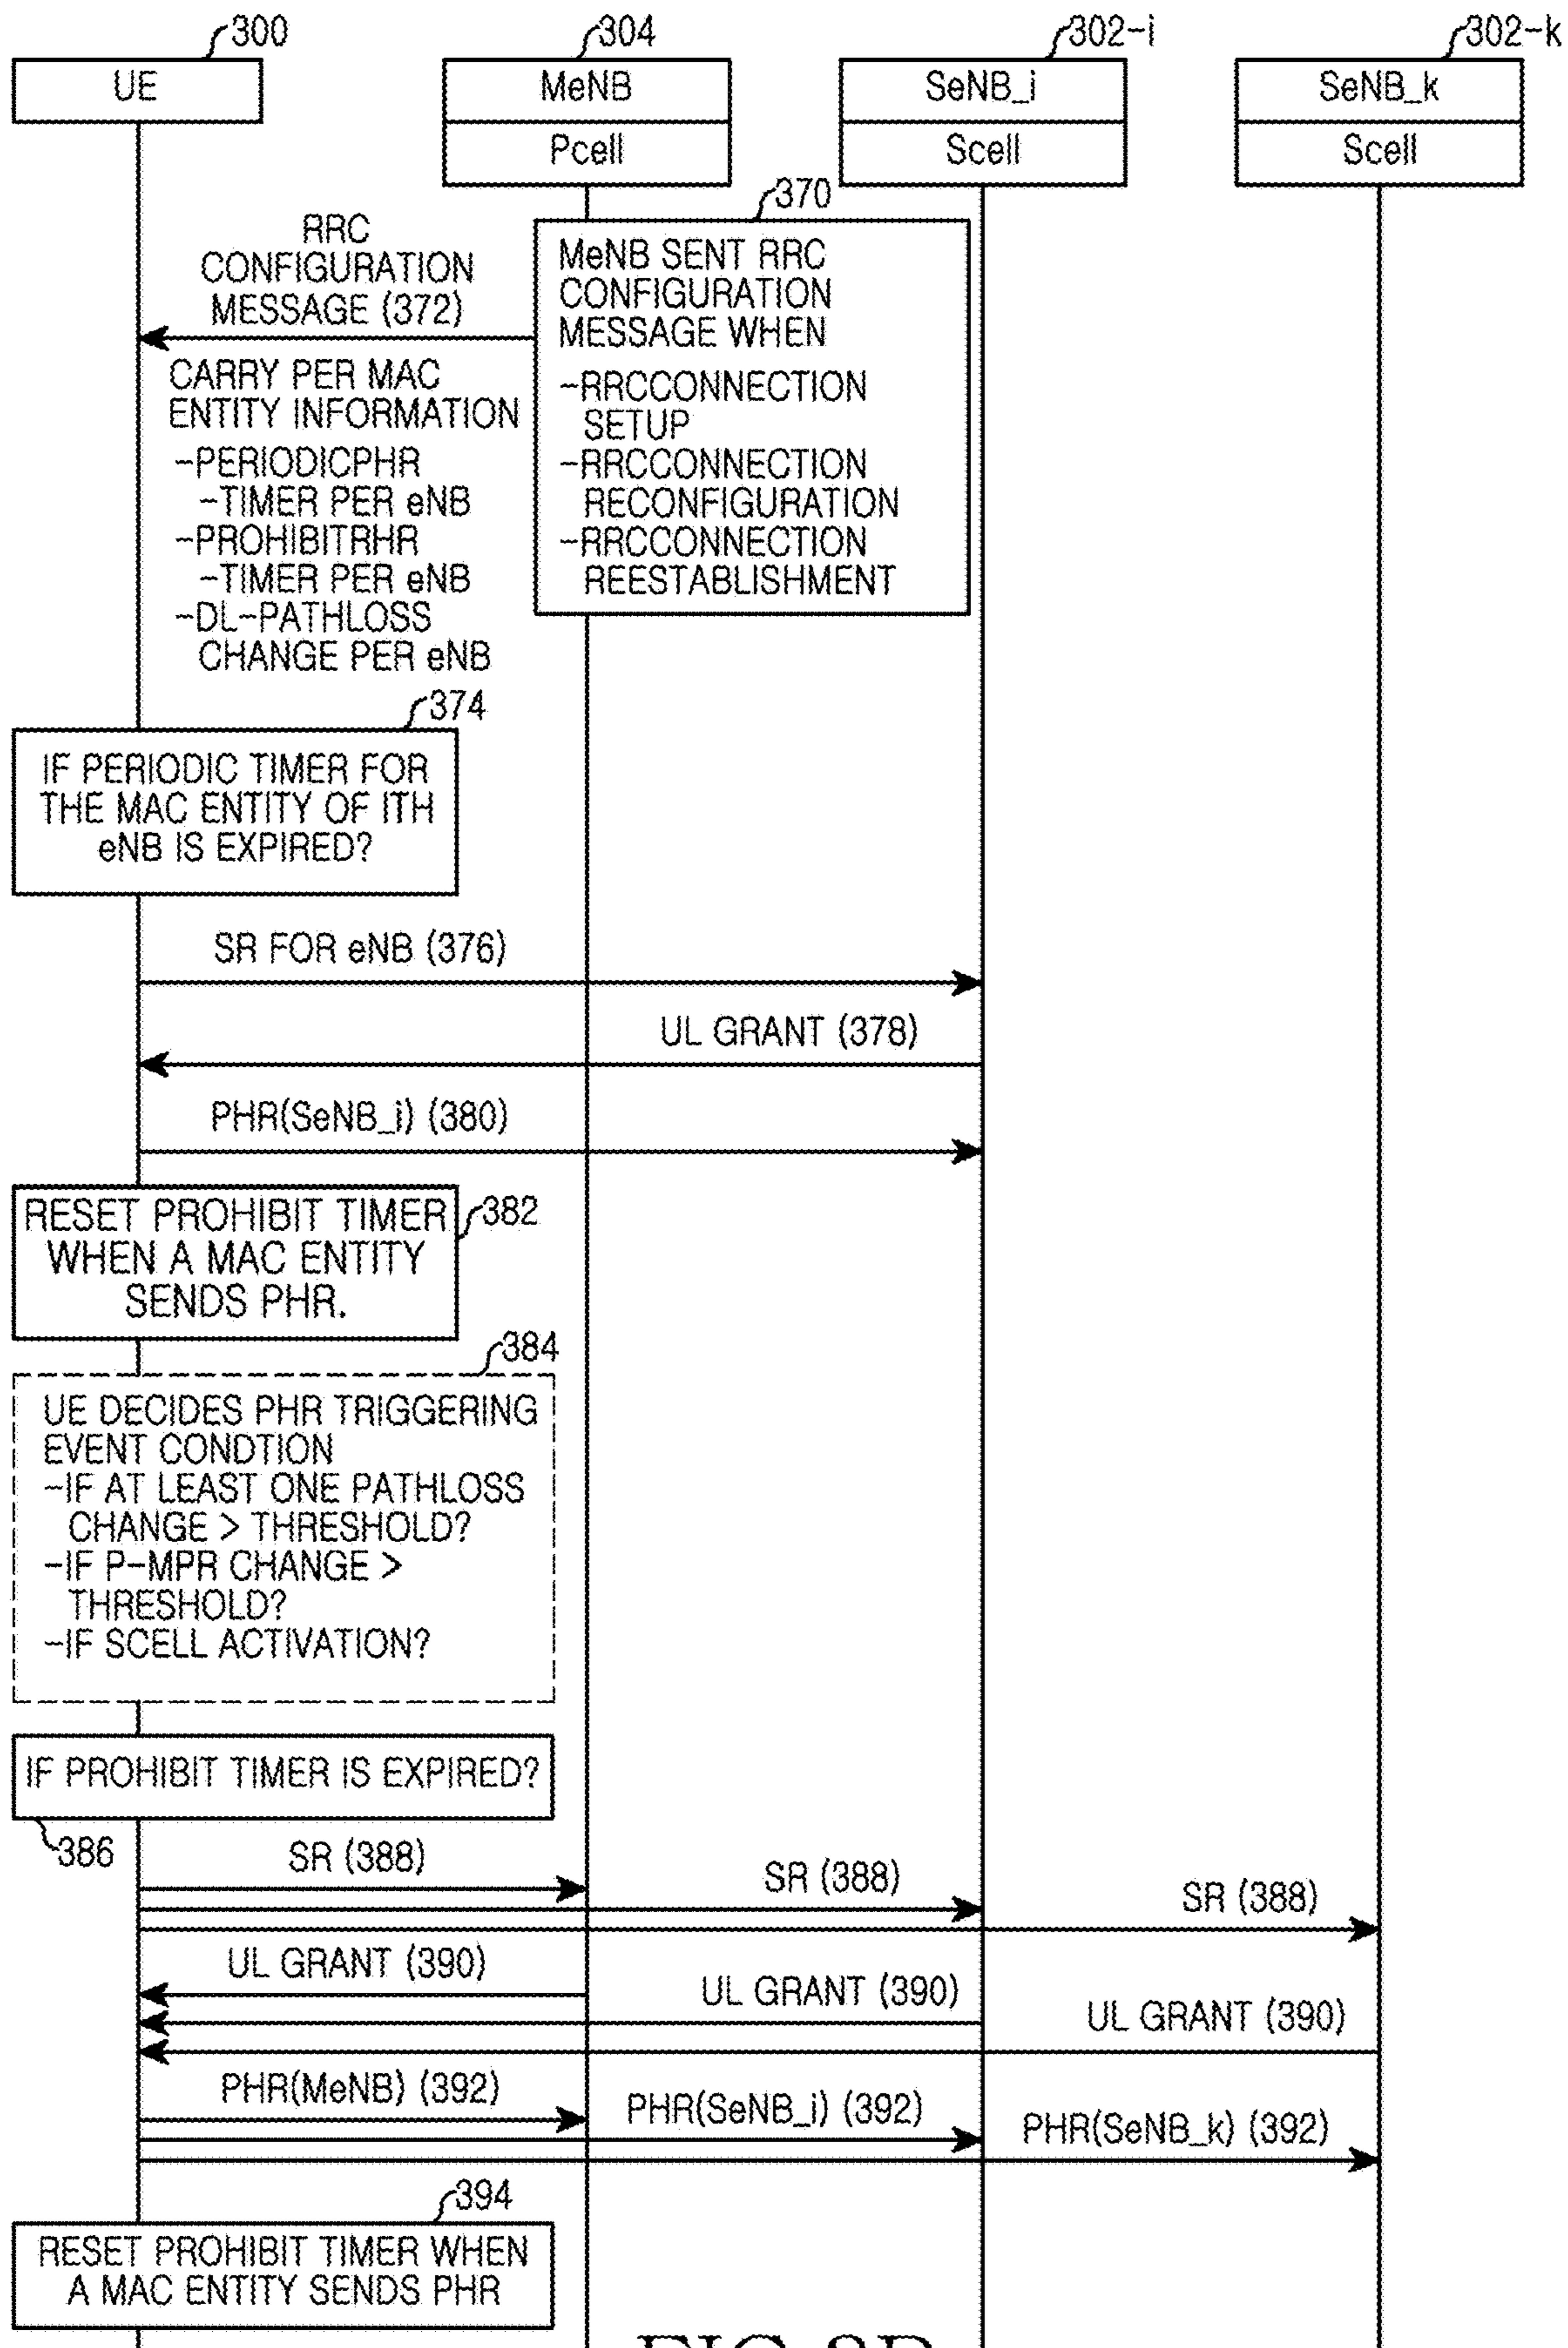 300
304
302-i
302-k
UE
MeNB
Pcell
SeNB_i
Scell
SeNB_k
Scell
370
RRC
CONFIGURATION
MESSAGE (372)
CARRY PER MAC
ENTITY INFORMATION
-PERIODICPHR
-TIMER PER eNB
-PROHIBITRHR
-TIMER PER eNB
-DL-PATHLOSS
CHANGE PER eNB
MeNB SENT RRC
CONFIGURATION
MESSAGE WHEN
-RRCCONNECTION
SETUP
-RRCCONNECTION
RECONFIGURATION
-RRCCONNECTION
REESTABLISHMENT
374
IF PERIODIC TIMER FOR
THE MAC ENTITY OF ITH
eNB IS EXPIRED?
SR FOR eNB (376)
UL GRANT (378)
PHR(SeNB_i) (380)
RESET PROHIBIT TIMER
WHEN A MAC ENTITY
SENDS PHR.
382
384
UE DECIDES PHR TRIGGERING
EVENT CONDTION
-IF AT LEAST ONE PATHLOSS
CHANGE > THRESHOLD?
-IF P-MPR CHANGE >
THRESHOLD?
-IF SCELL ACTIVATION?
IF PROHIBIT TIMER IS EXPIRED?
386
SR (388)
SR (388)
SR (388)
UL GRANT (390)
UL GRANT (390)
UL GRANT (390)
PHR(MeNB) (392)
PHR(SeNB_i) (392)
PHR(SeNB_k) (392)
394
RESET PROHIBIT TIMER WHEN
A MAC ENTITY SENDS PHR